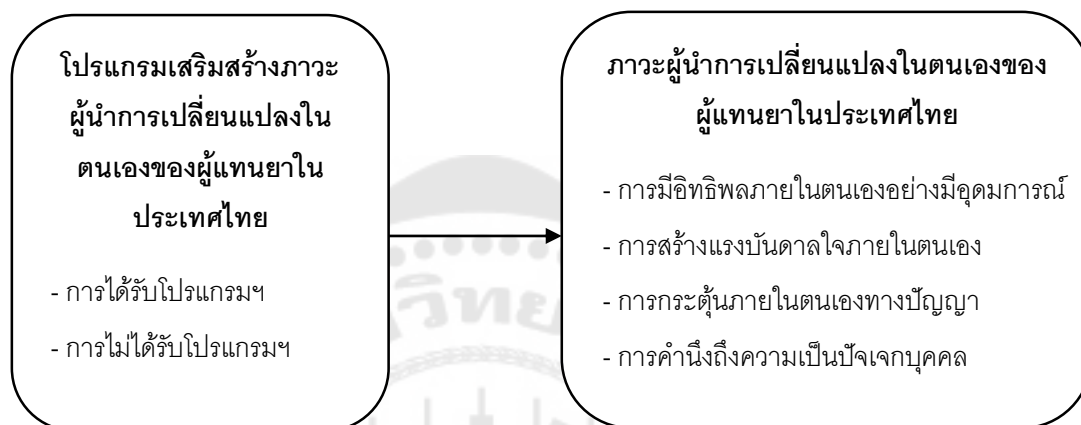 โปรแกรมเสริมสร้างภาวะ
ผู้นำการเปลี่ยนแปลงใน
ตนเองของผู้แทนยาใน
ประเทศไทย
- การได้รับโปรแกรมฯ
- การไม่ได้รับโปรแกรมฯ
ภาวะผู้นำการเปลี่ยนแปลงในตนเองของ
ผู้แทนยาในประเทศไทย
- การมีอิทธิพลภายในตนเองอย่างมีอุดมการณ์
- การสร้างแรงบันดาลใจภายในตนเอง
- การกระตุ้นภายในตนเองทางปัญญา
- การคำนึงถึงความเป็นปัจเจกบุคคล